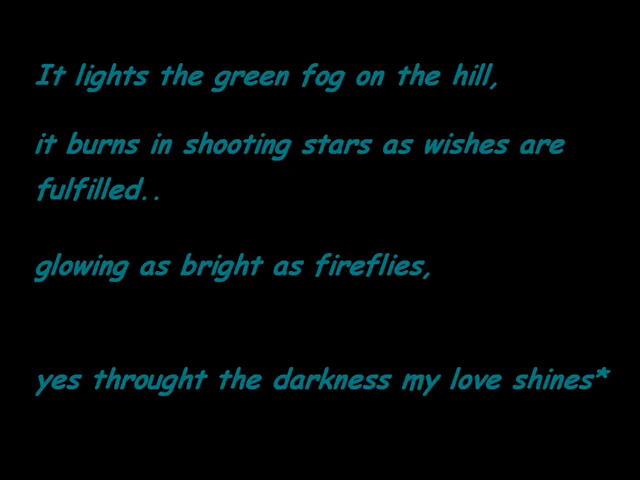 It lights the green fog on the hill,
it burns in shooting stars as wishes are
fulfilled..
glowing as bright as fireflies,
yes throught the darkness my love shines*